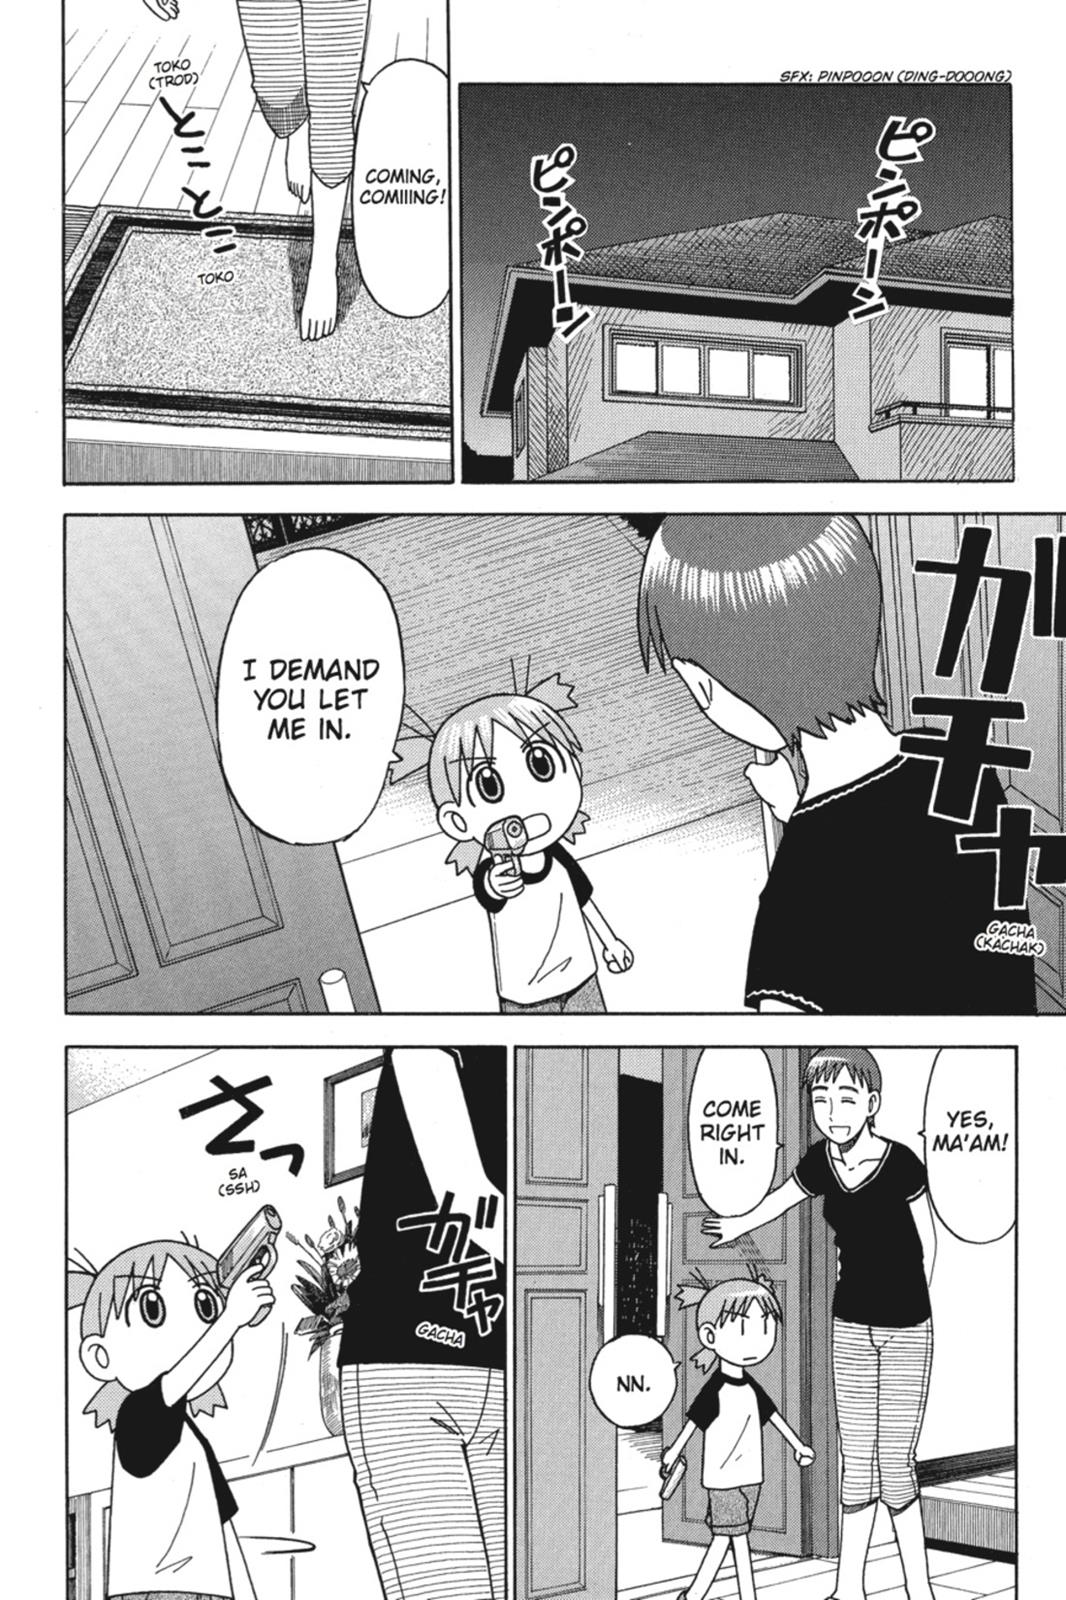 SFX: PINPOOON (DING-DOOONG)
ピンポーン
ピンポーン
COMING,
COMIIING!
TOKO
(TROD)
とことこ
TOKO
ガチャ
GACHA
(KACHAK)
I DEMAND
YOU LET
ME IN.
YES,
MA'AM!
COME
RIGHT
IN.
NN.
ガチャ
GACHA
さっ
SA
(SSH)